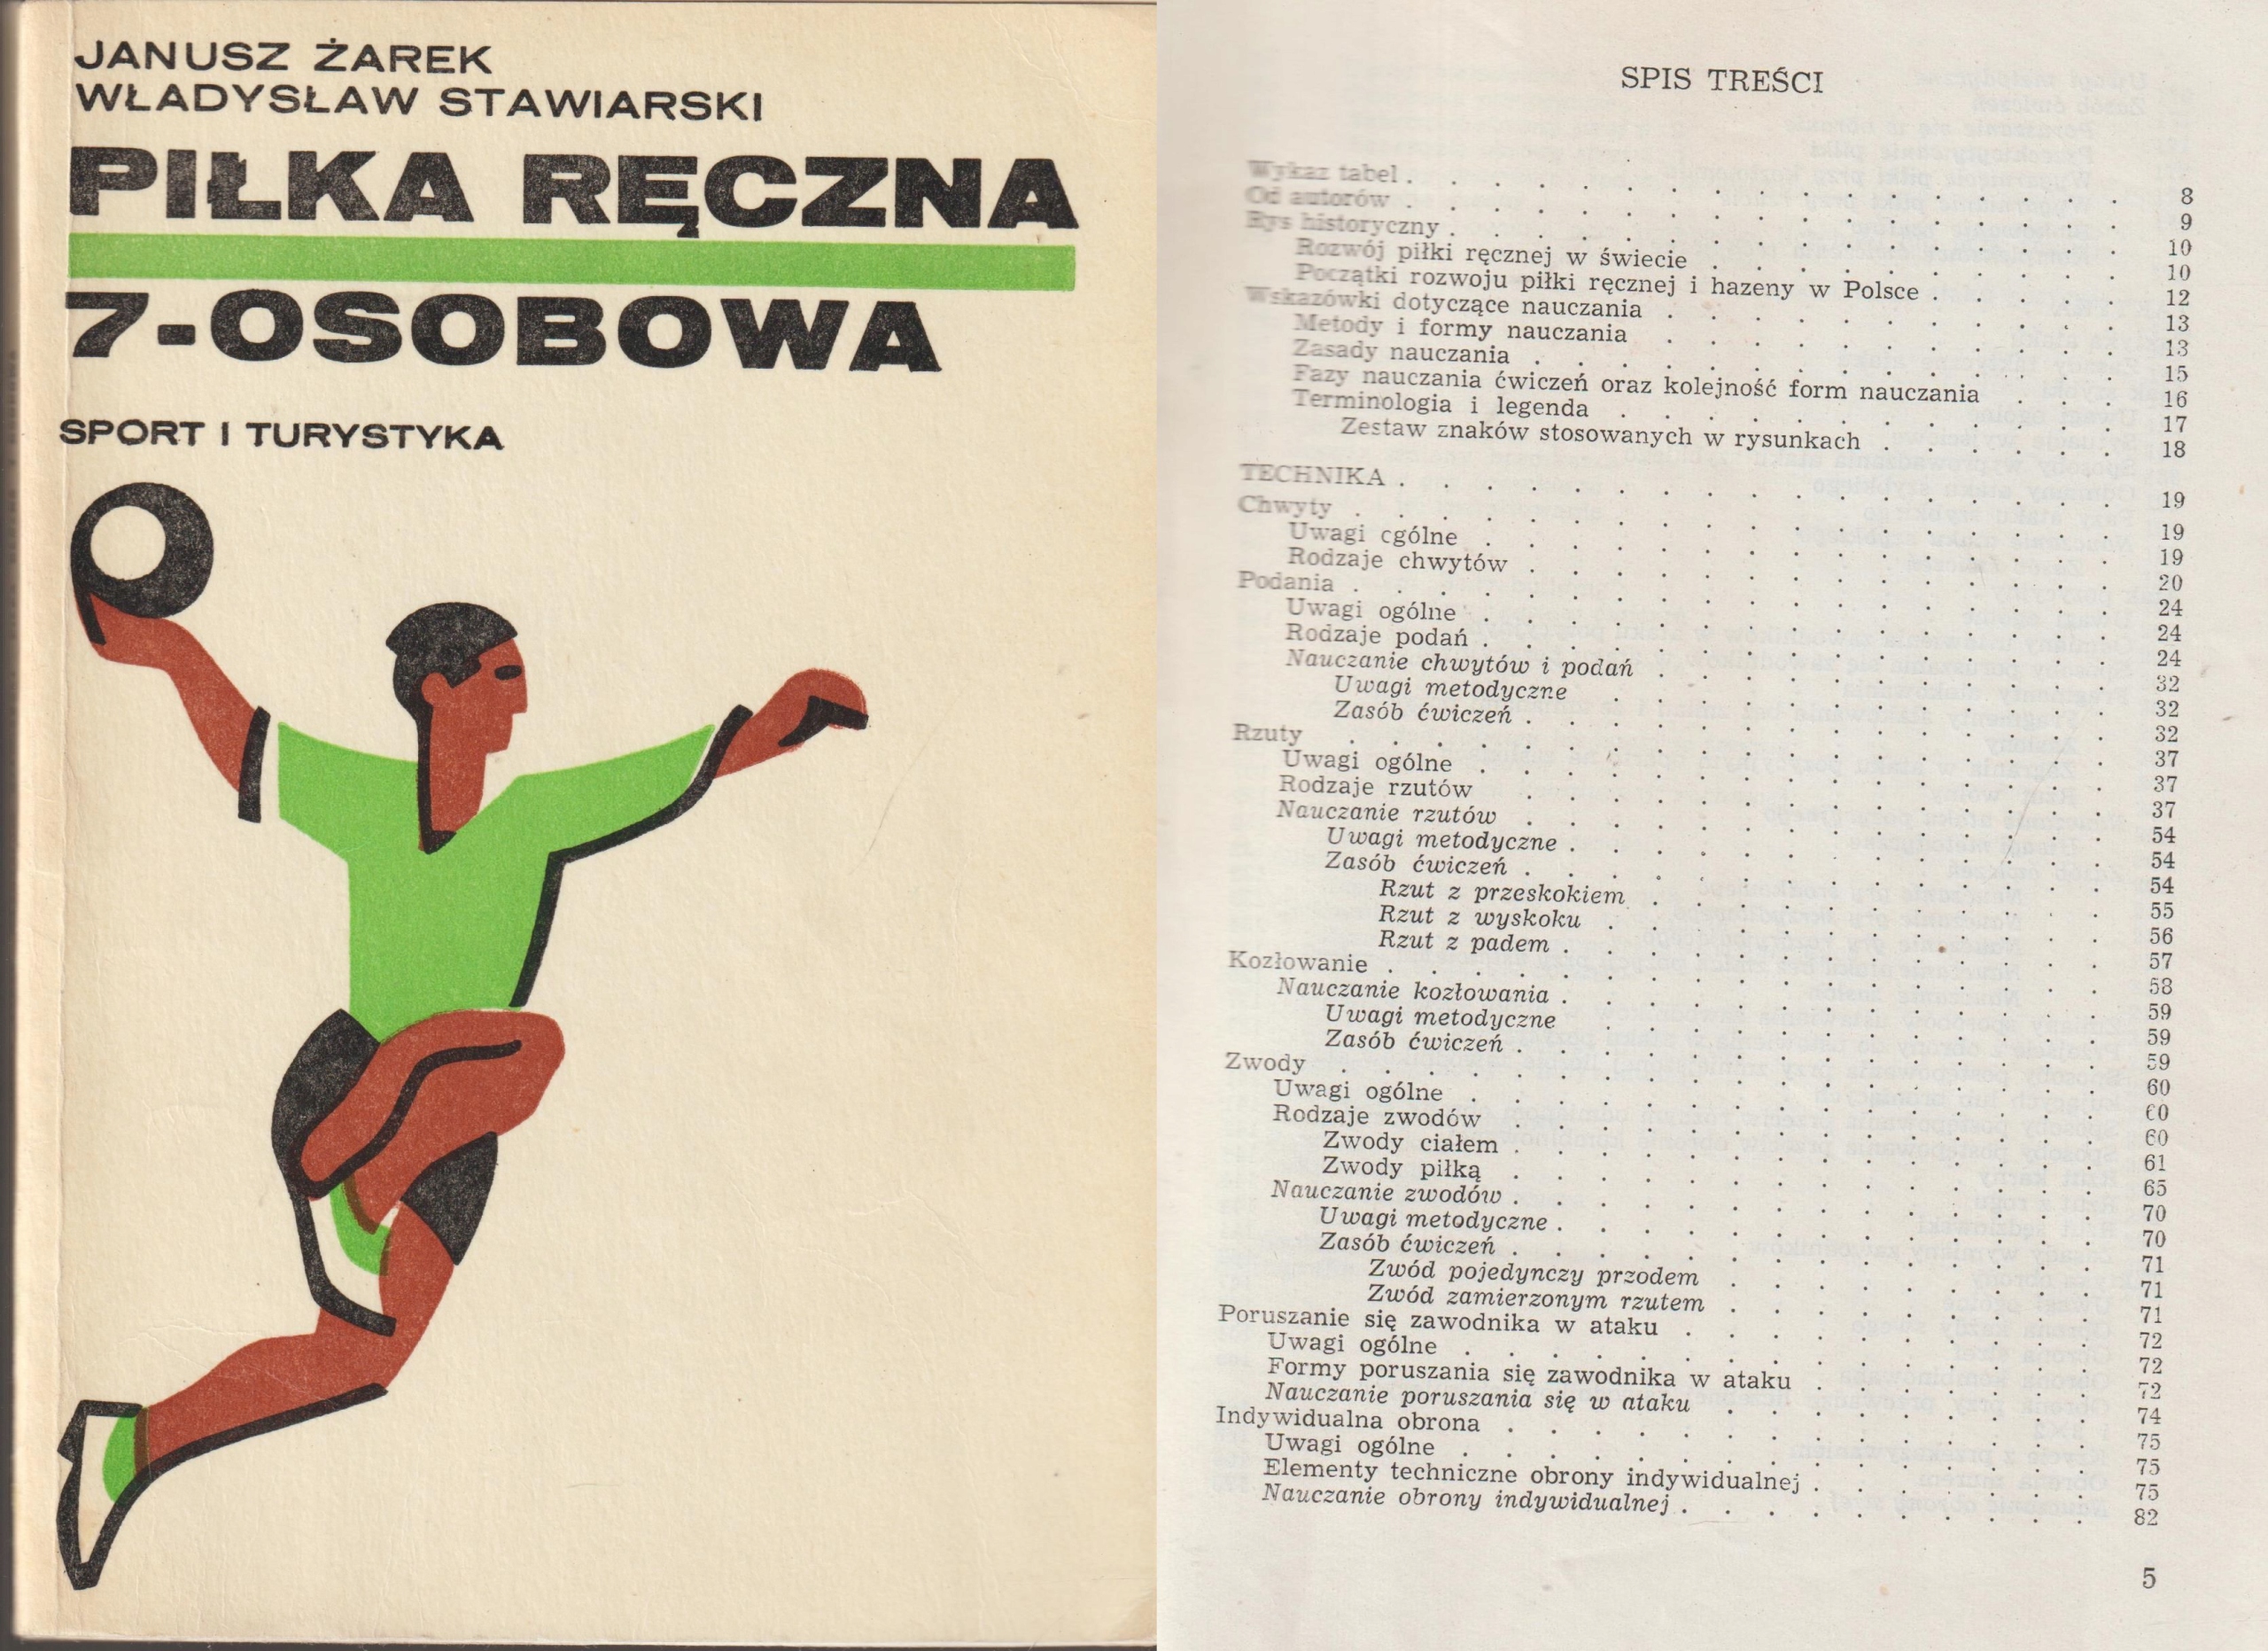 JANUSZ ŻAREK
WŁADYSŁAW STAWIARSKI
PIŁKA RĘCZNA
7-OSOBOWA
SPORT I TURYSTYKA
SPIS TREŚCI
Wykaz tabel . . . . . 8
Od autorów . . . . . 9
Rys historyczny . . . . . 10
Rozwój piłki ręcznej w świecie . . . . . 10
Początki rozwoju piłki ręcznej i hazeny w Polsce . . . . . 12
Wskazówki dotyczące nauczania . . . . . 13
Metody i formy nauczania . . . . . 13
Zasady nauczania . . . . . 15
Fazy nauczania ćwiczeń oraz kolejność form nauczania . . . . . 16
Terminologia i legenda . . . . . 17
Zestaw znaków stosowanych w rysunkach . . . . . 18
TECHNIKA . . . . . 19
Chwyty . . . . . 19
Uwagi cgólne . . . . . 19
Rodzaje chwytów . . . . . 20
Podania . . . . . 24
Uwagi ogólne . . . . . 24
Rodzaje podań . . . . . 24
Nauczanie chwytów i podań . . . . . 32
Uwagi metodyczne . . . . . 32
Zasób ćwiczeń . . . . . 32
Rzuty . . . . . 37
Uwagi ogólne . . . . . 37
Rodzaje rzutów . . . . . 37
Nauczanie rzutów . . . . . 54
Uwagi metodyczne . . . . . 54
Zasób ćwiczeń . . . . . 54
Rzut z przeskokiem . . . . . 55
Rzut z wyskoku . . . . . 56
Rzut z padem . . . . . 57
Kozłowanie . . . . . 58
Nauczanie kozłowania . . . . . 59
Uwagi metodyczne . . . . . 59
Zasób ćwiczeń . . . . . 59
Zwody . . . . . 60
Uwagi ogólne . . . . . 60
Rodzaje zwodów . . . . . 60
Zwody ciałem . . . . . 61
Zwody piłką . . . . . 65
Nauczanie zwodów . . . . . 70
Uwagi metodyczne . . . . . 70
Zasób ćwiczeń . . . . . 71
Zwód pojedynczy przodem . . . . . 71
Zwód zamierzonym rzutem . . . . . 71
Poruszanie się zawodnika w ataku . . . . . 72
Uwagi ogólne . . . . . 72
Formy poruszania się zawodnika w ataku . . . . . 72
Nauczanie poruszania się w ataku . . . . . 74
Indywidualna obrona . . . . . 75
Uwagi ogólne . . . . . 75
Elementy techniczne obrony indywidualnej . . . . . 75
Nauczanie obrony indywidualnej . . . . . 82
5